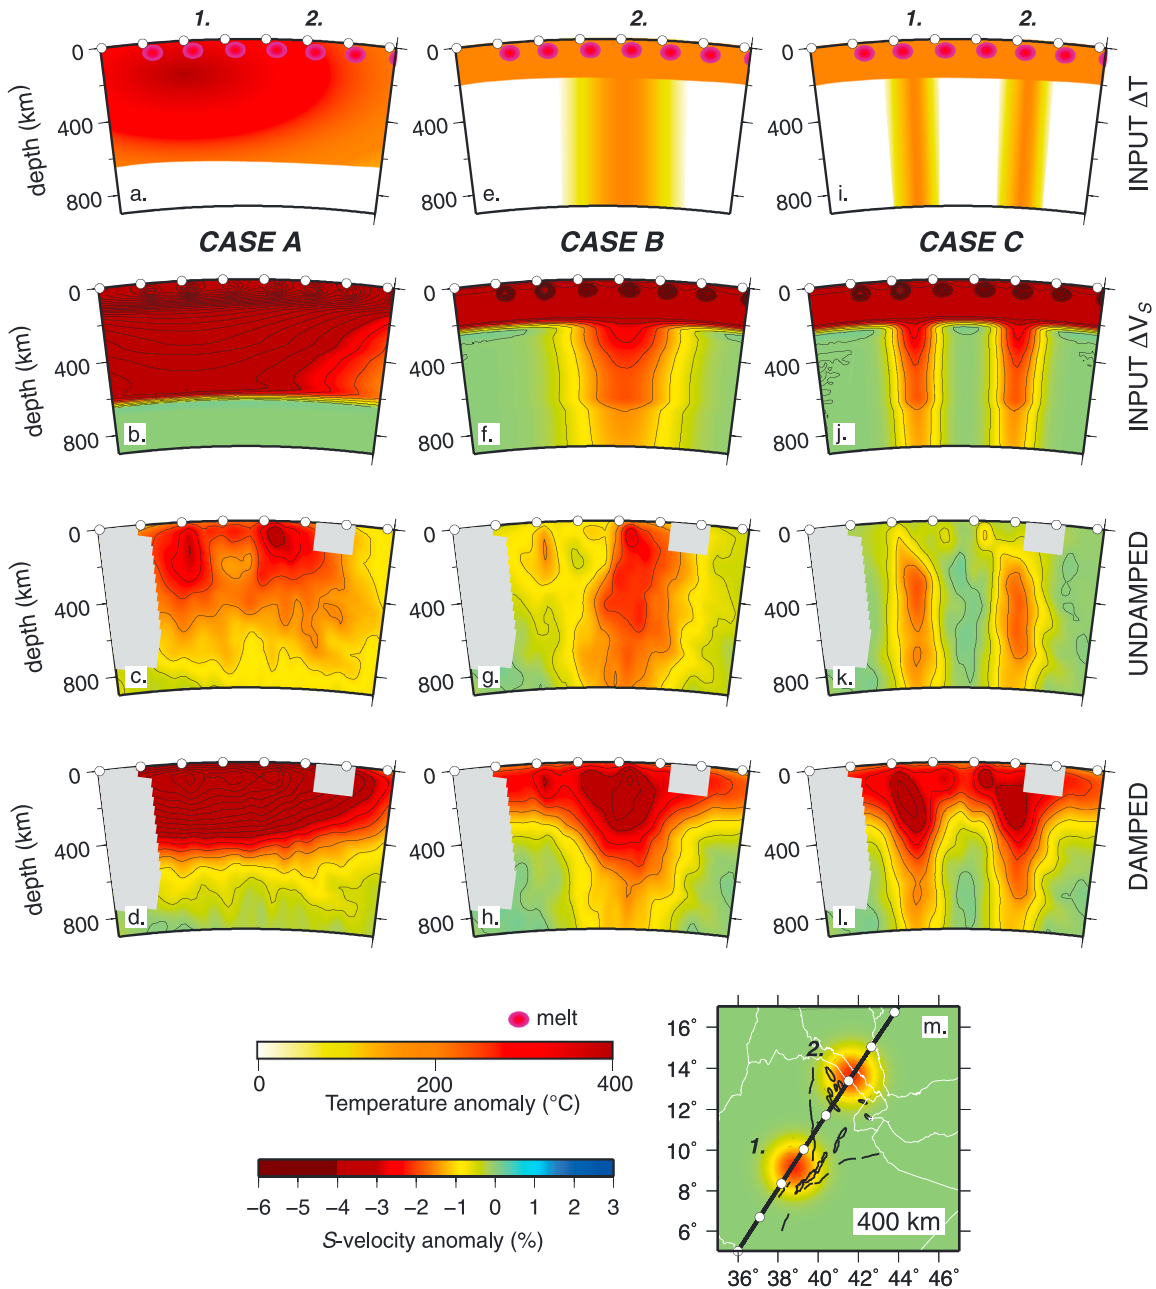 1. 2. 2. 1. 2.
0 400 800 depth (km) a.
0 400 800 e.
0 400 800 i.
INPUT ΔT
CASE A CASE B CASE C
0 400 800 depth (km) b.
0 400 800 f.
0 400 800 j.
INPUT ΔVS
0 400 800 depth (km) c.
0 400 800 g.
0 400 800 k.
UNDAMPED
0 400 800 depth (km) d.
0 400 800 h.
0 400 800 l.
DAMPED
melt
0 200 400
Temperature anomaly (°C)
−6 −5 −4 −3 −2 −1 0 1 2 3
S-velocity anomaly (%)
16° 14° 12° 10° 8° 6°
m.
2.
1.
400 km
36° 38° 40° 42° 44° 46°